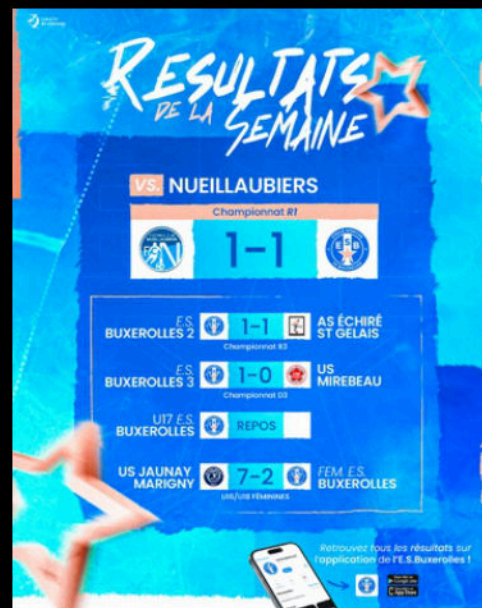 RESULTATS
DE LA
SEMAINE
VS. NUEILLAUBIERS
Championnat R1
1-1
ESB
E.S.
BUXEROLLES 2
1-1
AS ÉCHIRÉ
ST GELAIS
Championnat R3
E.S.
BUXEROLLES 3
1-0
US
MIREBEAU
Championnat D3
U17 E.S.
BUXEROLLES
REPOS
US JAUNAY
MARIGNY
7-2
FEM. E.S.
BUXEROLLES
U15/U18 FÉMININES
Retrouvez tous les résultats sur
l'application de l'E.S.Buxerolles !